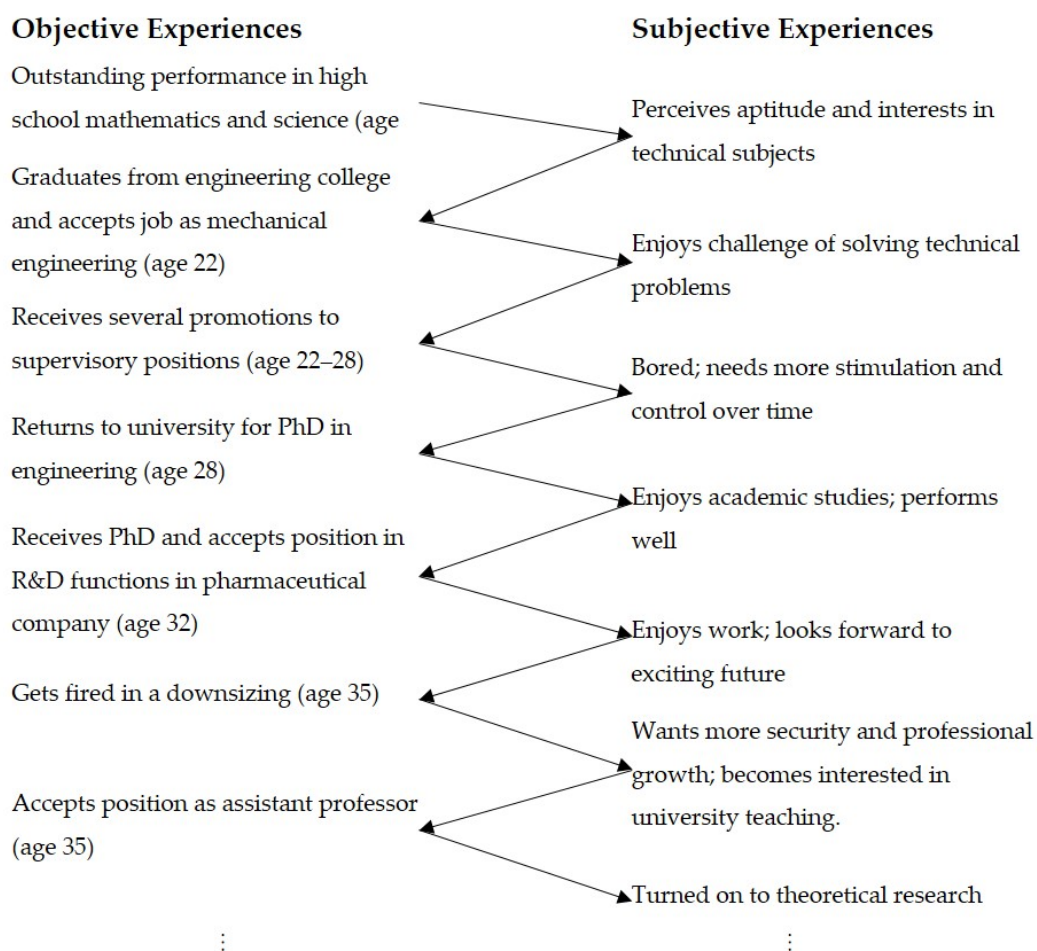 Objective Experiences
Outstanding performance in high
school mathematics and science (age
Graduates from engineering college
and accepts job as mechanical
engineering (age 22)
Receives several promotions to
supervisory positions (age 22–28)
Returns to university for PhD in
engineering (age 28)
Receives PhD and accepts position in
R&D functions in pharmaceutical
company (age 32)
Gets fired in a downsizing (age 35)
Accepts position as assistant professor
(age 35)
Subjective Experiences
Perceives aptitude and interests in
technical subjects
Enjoys challenge of solving technical
problems
Bored; needs more stimulation and
control over time
Enjoys academic studies; performs
well
Enjoys work; looks forward to
exciting future
Wants more security and professional
growth; becomes interested in
university teaching.
Turned on to theoretical research